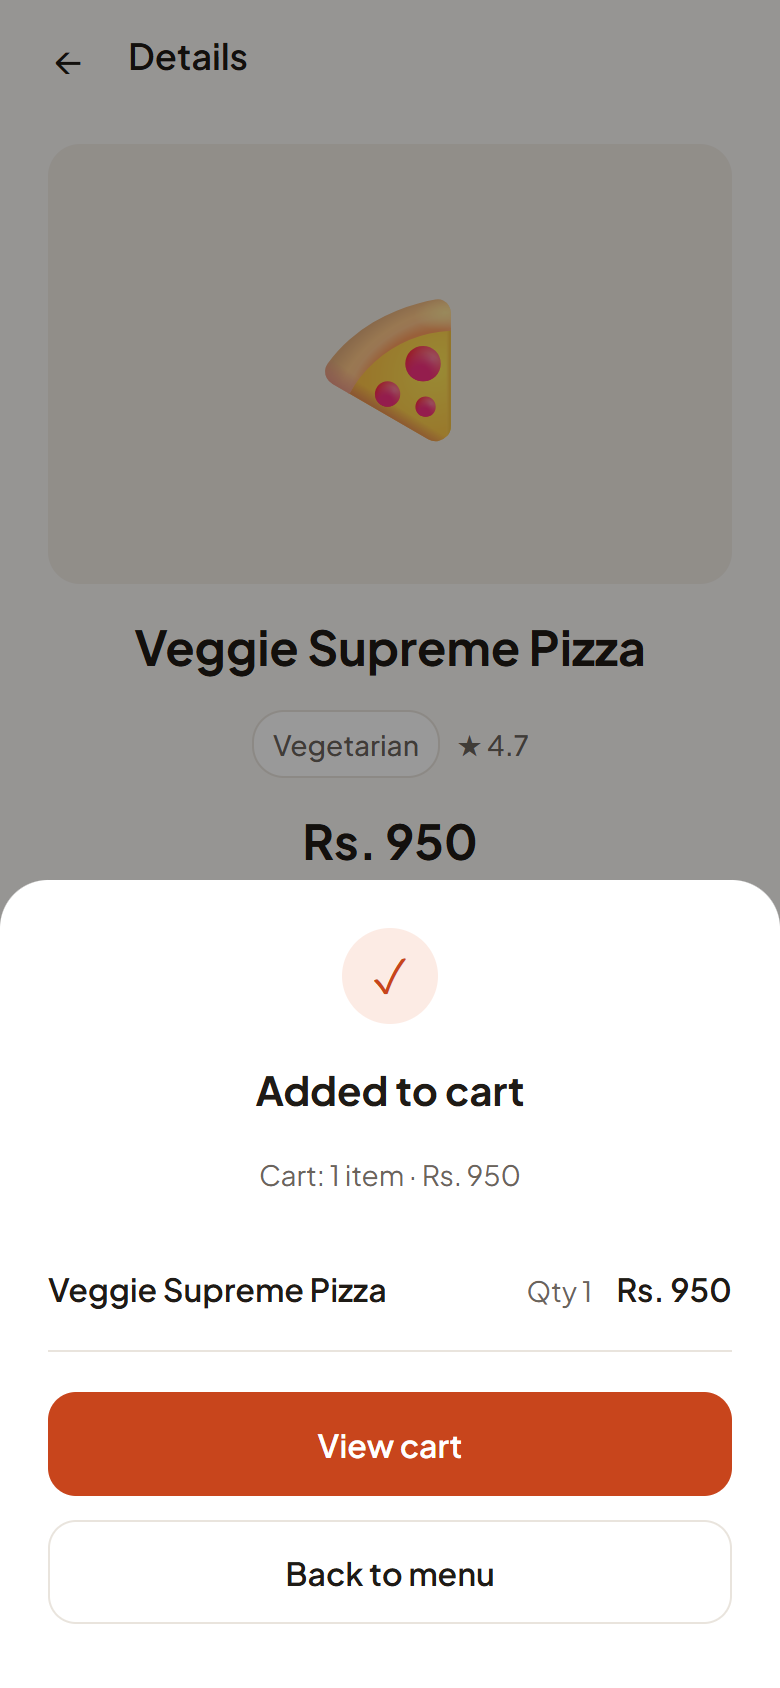 ← Details
Veggie Supreme Pizza
Vegetarian ★ 4.7
Rs. 950
✓
Added to cart
Cart: 1 item · Rs. 950
Veggie Supreme Pizza Qty 1 Rs. 950
View cart
Back to menu